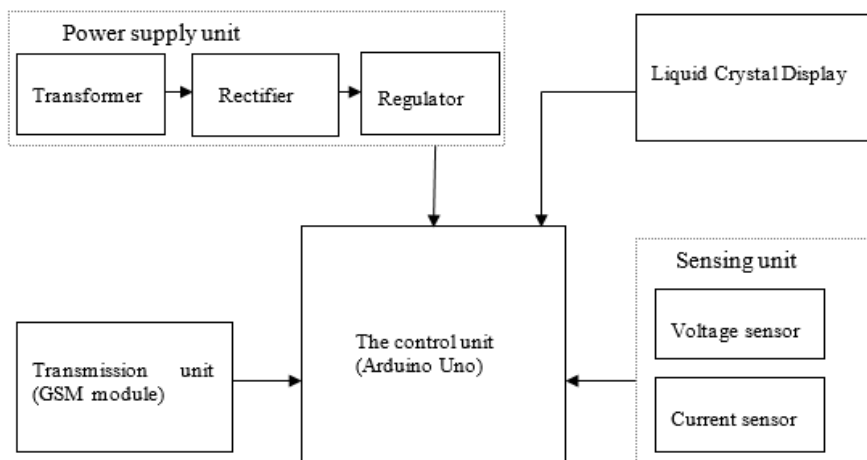 Power supply unit
Transformer
Rectifier
Regulator
Liquid Crystal Display
Sensing unit
Voltage sensor
Current sensor
The control unit
(Arduino Uno)
Transmission unit
(GSM module)